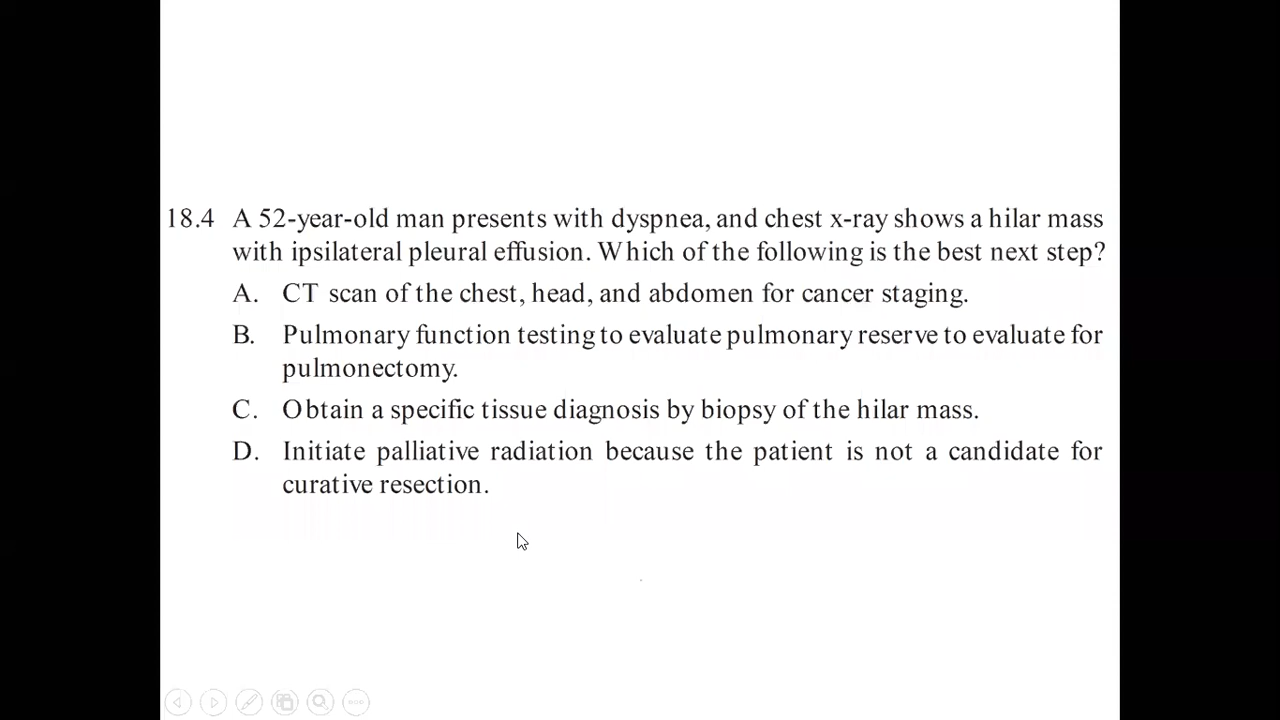 18.4 A 52-year-old man presents with dyspnea, and chest x-ray shows a hilar mass
with ipsilateral pleural effusion. Which of the following is the best next step?
A. CT scan of the chest, head, and abdomen for cancer staging.
B. Pulmonary function testing to evaluate pulmonary reserve to evaluate for
pulmonectomy.
C. Obtain a specific tissue diagnosis by biopsy of the hilar mass.
D. Initiate palliative radiation because the patient is not a candidate for
curative resection.